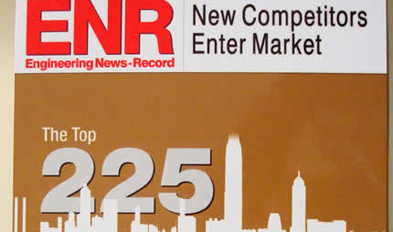 ENR
Engineering News-Record
New Competitors
Enter Market
The Top
225